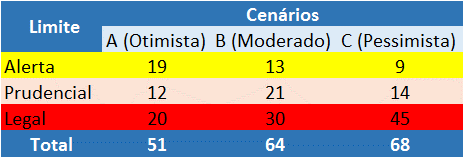 Limite Cenários
A (Otimista) B (Moderado) C (Pessimista)
Alerta 19 13 9
Prudencial 12 21 14
Legal 20 30 45
Total 51 64 68